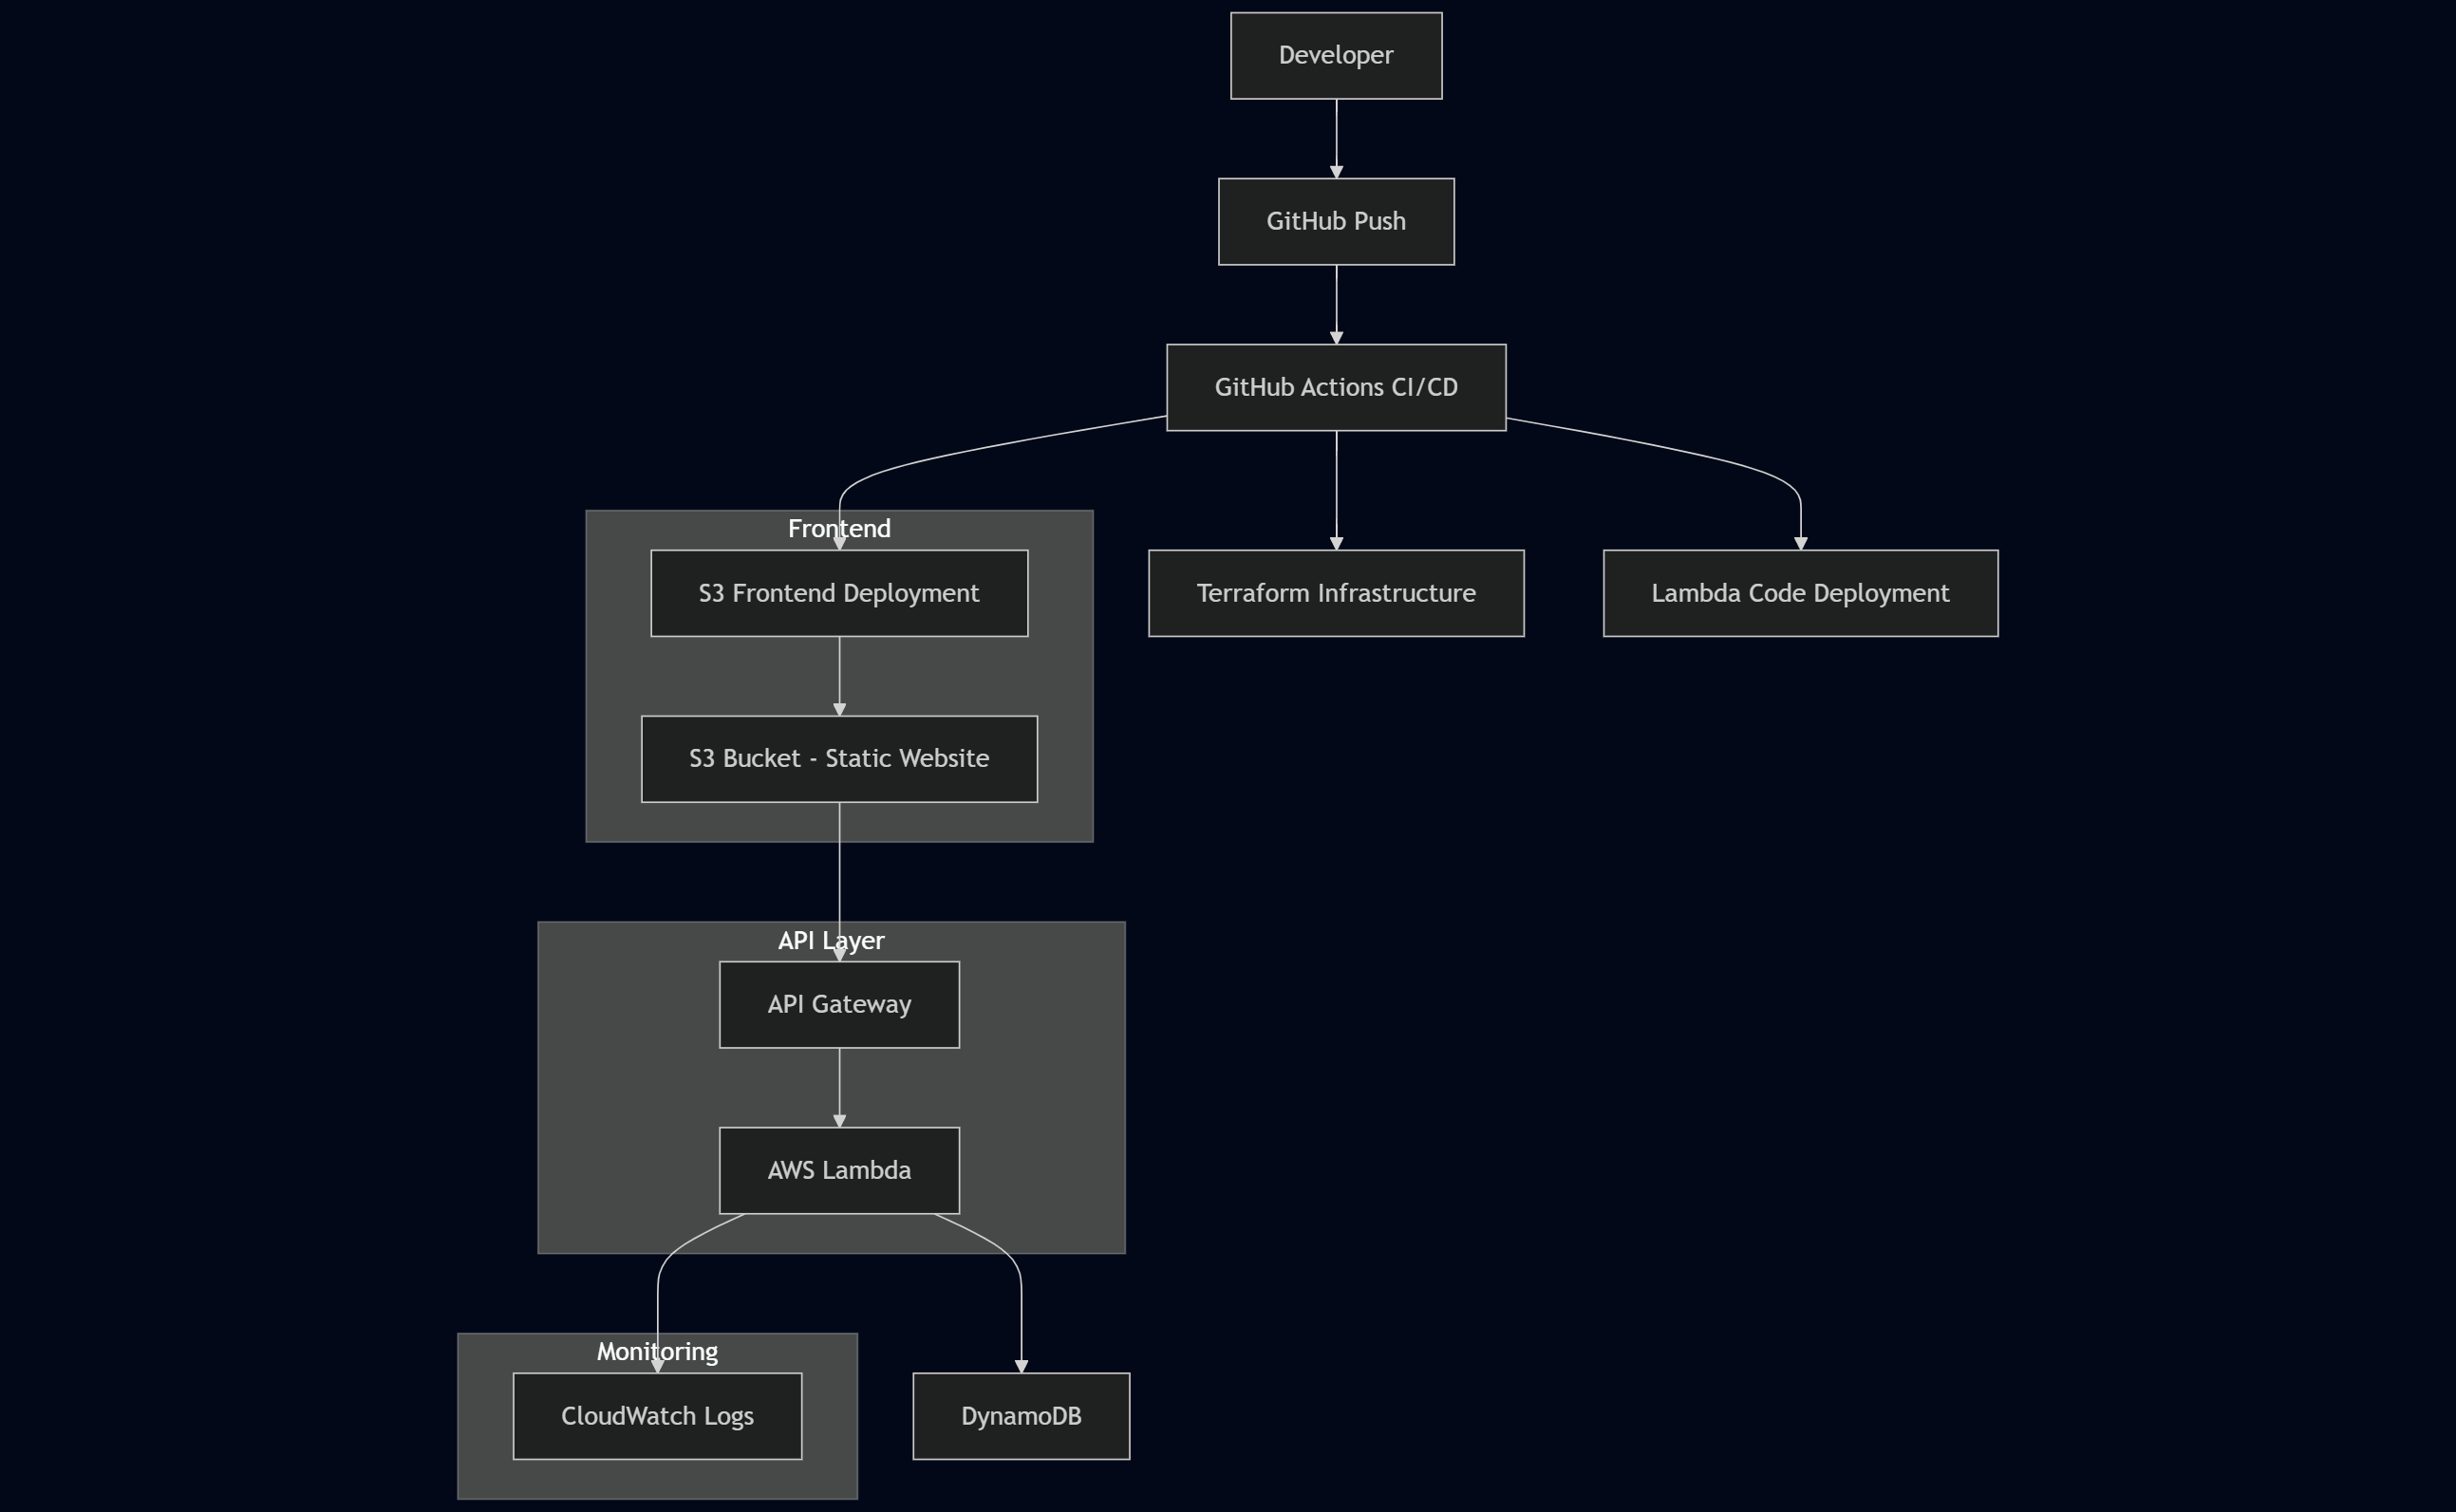 Developer
GitHub Push
GitHub Actions CI/CD
Frontend
S3 Frontend Deployment
Terraform Infrastructure
Lambda Code Deployment
S3 Bucket - Static Website
API Layer
API Gateway
AWS Lambda
Monitoring
CloudWatch Logs
DynamoDB